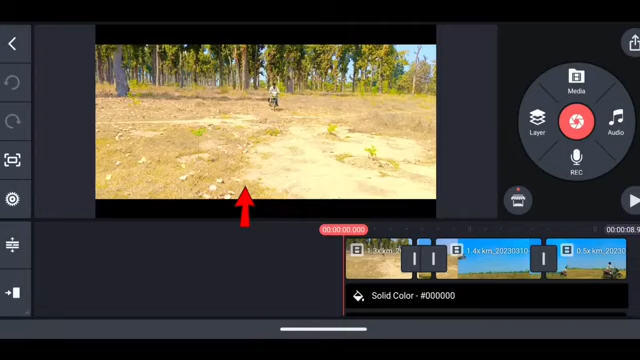 Media
Layer
Audio
REC
00:00:00.000
00:00:08.9
1.4x km_20230310
0.5x km_20230
Solid Color - #000000